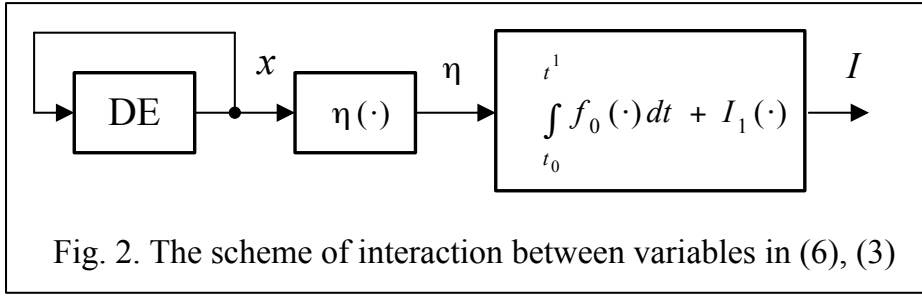 x η I
DE η(·) ∫ f₀(·)dt + I₁(·)
t¹
t₀
Fig. 2. The scheme of interaction between variables in (6), (3)